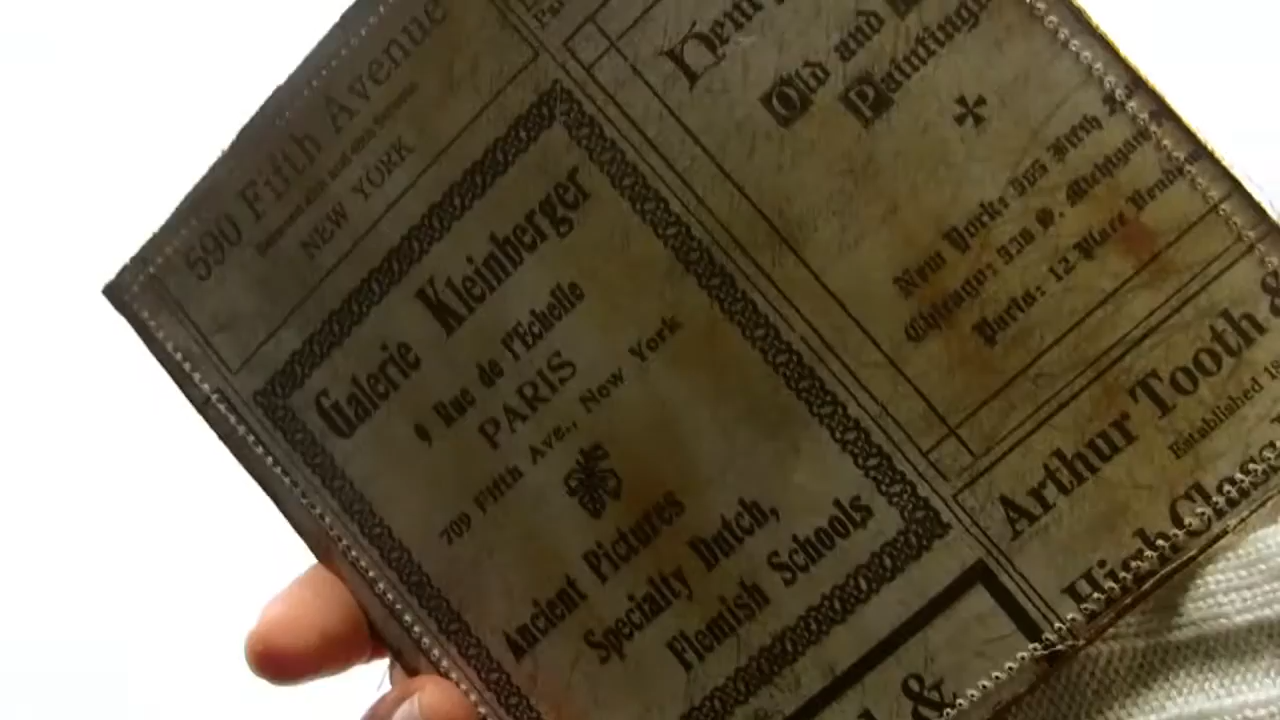 590 Fifth Avenue
NEW YORK
Galerie Kleinberger
9 Rue de l'Echelle
PARIS
709 Fifth Ave., New York
Ancient Pictures
Specialty Dutch,
Flemish Schools
&
Old and
Paintings
New York: 305 Fifth
Chicago: 536 S. Michigan
Paris: 12 Place Vendome
Arthur Tooth &
Established 18
High Class